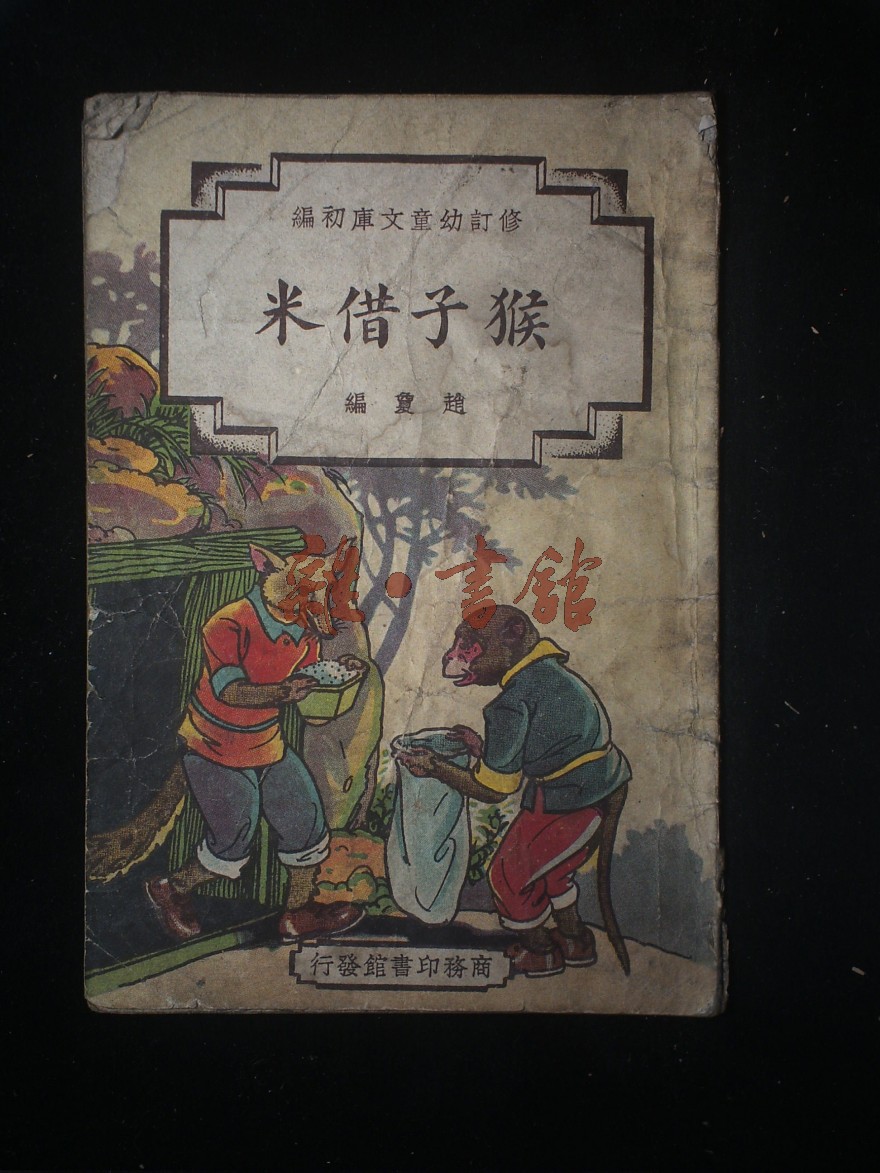 修訂幼童文庫初編
猴子借米
趙 編
雜·書館
商務印書館發行